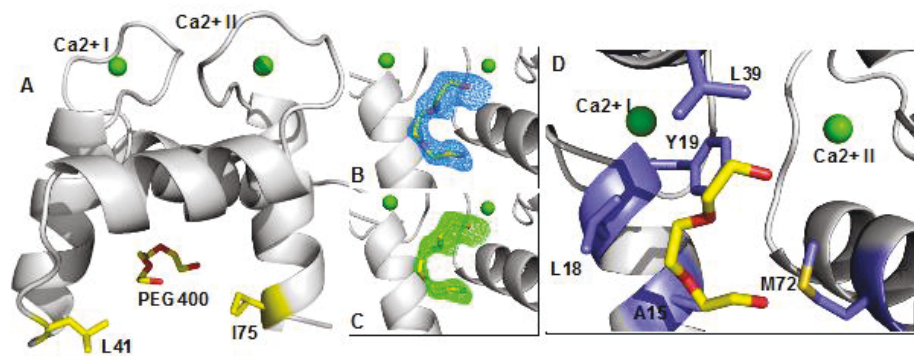 A
Ca2+ I
Ca2+ II
PEG 400
L41
I75
B
C
D
L39
Ca2+ I
Y19
Ca2+ II
L18
M72
A15